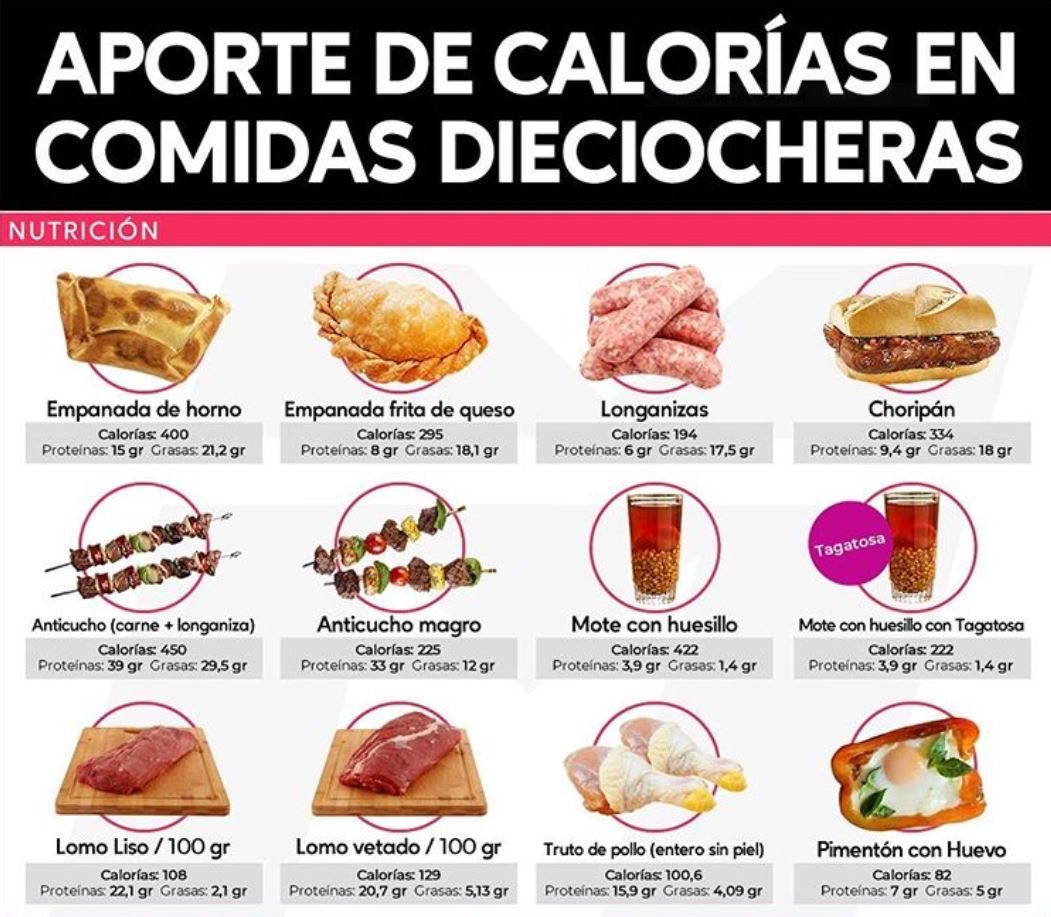 APORTE DE CALORÍAS EN
COMIDAS DIECIOCHERAS
NUTRICIÓN
Empanada de horno
Calorías: 400
Proteínas: 15 gr Grasas: 21,2 gr
Empanada frita de queso
Calorías: 295
Proteínas: 8 gr Grasas: 18,1 gr
Longanizas
Calorías: 194
Proteínas: 6 gr Grasas: 17,5 gr
Choripán
Calorías: 334
Proteínas: 9,4 gr Grasas: 18 gr
Anticucho (carne + longaniza)
Calorías: 450
Proteínas: 39 gr Grasas: 29,5 gr
Anticucho magro
Calorías: 225
Proteínas: 33 gr Grasas: 12 gr
Mote con huesillo
Calorías: 422
Proteínas: 3,9 gr Grasas: 1,4 gr
Tagatosa
Mote con huesillo con Tagatosa
Calorías: 222
Proteínas: 3,9 gr Grasas: 1,4 gr
Lomo Liso / 100 gr
Calorías: 108
Proteínas: 22,1 gr Grasas: 2,1 gr
Lomo vetado / 100 gr
Calorías: 129
Proteínas: 20,7 gr Grasas: 5,13 gr
Truto de pollo (entero sin piel)
Calorías: 100,6
Proteínas: 15,9 gr Grasas: 4,09 gr
Pimentón con Huevo
Calorías: 82
Proteínas: 7 gr Grasas: 5 gr